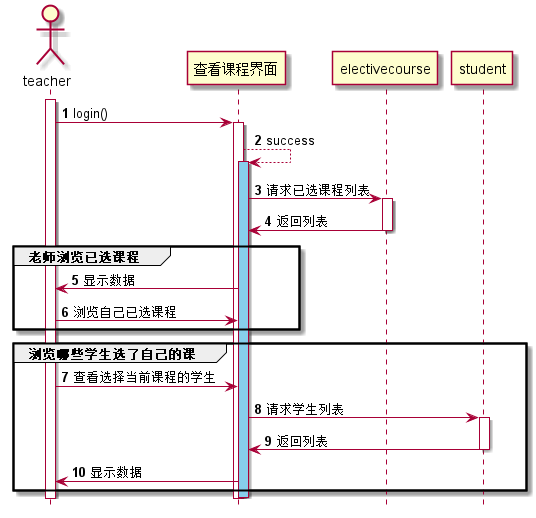 teacher
查看课程界面
electivecourse
student
1 login()
2 success
3 请求已选课程列表
4 返回列表
老师浏览已选课程
5 显示数据
6 浏览自己已选课程
浏览哪些学生选了自己的课
7 查看选择当前课程的学生
8 请求学生列表
9 返回列表
10 显示数据